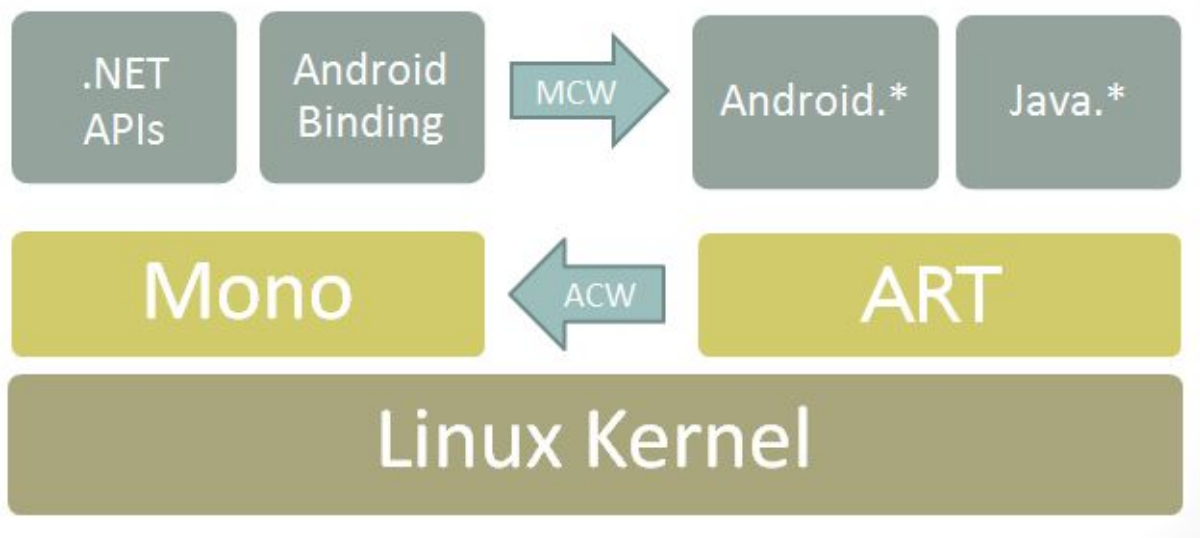 .NET
APIs
Android
Binding
MCW
Android.*
Java.*
Mono
ACW
ART
Linux Kernel